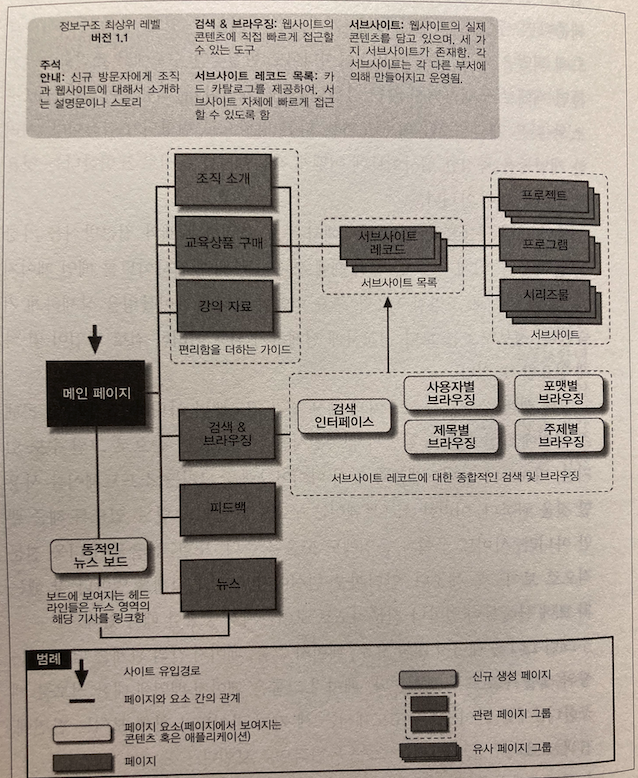 정보구조 최상위 레벨
버전 1.1
주석
안내: 신규 방문자에게 조직
과 웹사이트에 대해서 소개하
는 설명문이나 스토리
검색 & 브라우징: 웹사이트의
콘텐츠에 직접 빠르게 접근할
수 있는 도구
서브사이트 레코드 목록: 카
드 카탈로그를 제공하여, 서
브사이트 자체에 빠르게 접근
할 수 있도록 함
서브사이트: 웹사이트의 실제
콘텐츠를 담고 있으며, 세 가
지 서브사이트가 존재함. 각
서브사이트는 각 다른 부서에
의해 만들어지고 운영됨.
조직 소개
교육상품 구매
강의 자료
편리함을 더하는 가이드
서브사이트
레코드
서브사이트 목록
프로젝트
프로그램
시리즈물
서브사이트
메인 페이지
검색 &
브라우징
검색
인터페이스
사용자별
브라우징
포맷별
브라우징
제목별
브라우징
주제별
브라우징
서브사이트 레코드에 대한 종합적인 검색 및 브라우징
피드백
동적인
뉴스 보드
뉴스
보드에 보여지는 헤드
라인들은 뉴스 영역의
해당 기사를 링크함
범례
사이트 유입경로
페이지와 요소 간의 관계
페이지 요소(페이지에서 보여지는
콘텐츠 혹은 애플리케이션)
페이지
신규 생성 페이지
관련 페이지 그룹
유사 페이지 그룹